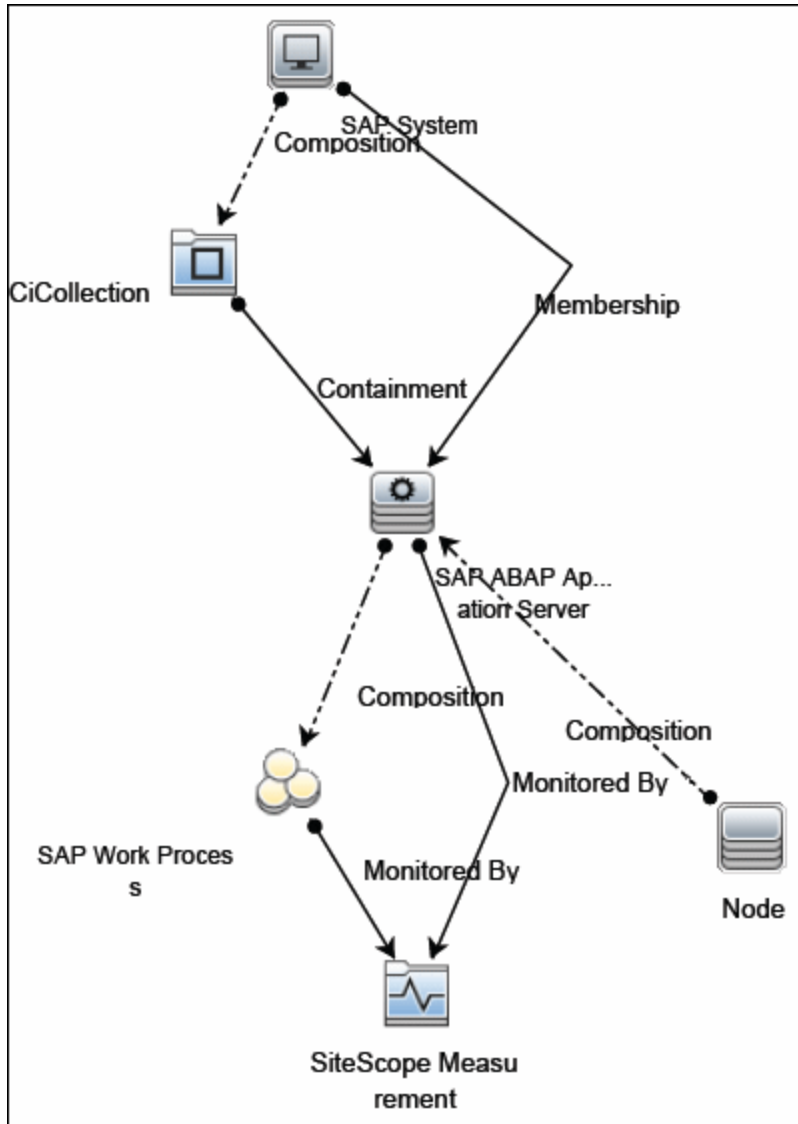 SAP System
Composition
CiCollection
Membership
Containment
SAP ABAP Ap...
ation Server
Composition
Composition
Monitored By
SAP Work Proces
s
Monitored By
Node
SiteScope Measu
rement